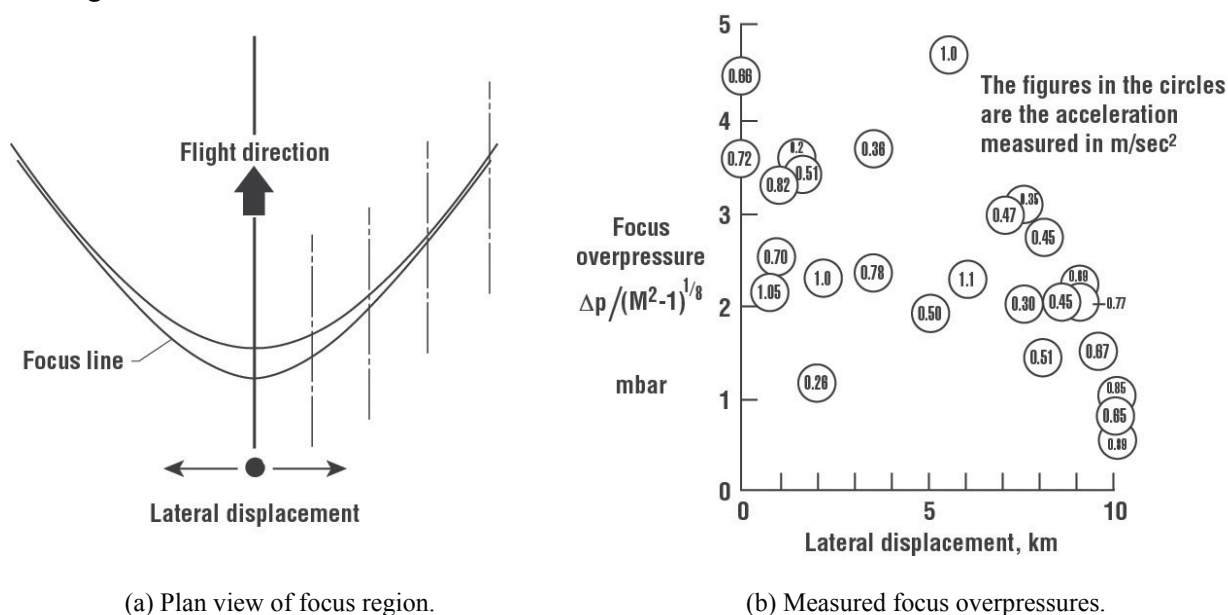 Flight direction
Focus line
Lateral displacement
(a) Plan view of focus region.
5
4
3
2
1
0
Focus
overpressure
Δp/(M²-1)^1/8
mbar
The figures in the circles
are the acceleration
measured in m/sec²
1.0
0.66
0.72
0.2
0.51
0.82
0.36
0.35
0.47
0.45
0.70
1.05
1.0
0.78
1.1
0.50
0.30
0.45
0.77
0.26
0.51
0.67
0.85
0.65
0 5 10
Lateral displacement, km
(b) Measured focus overpressures.